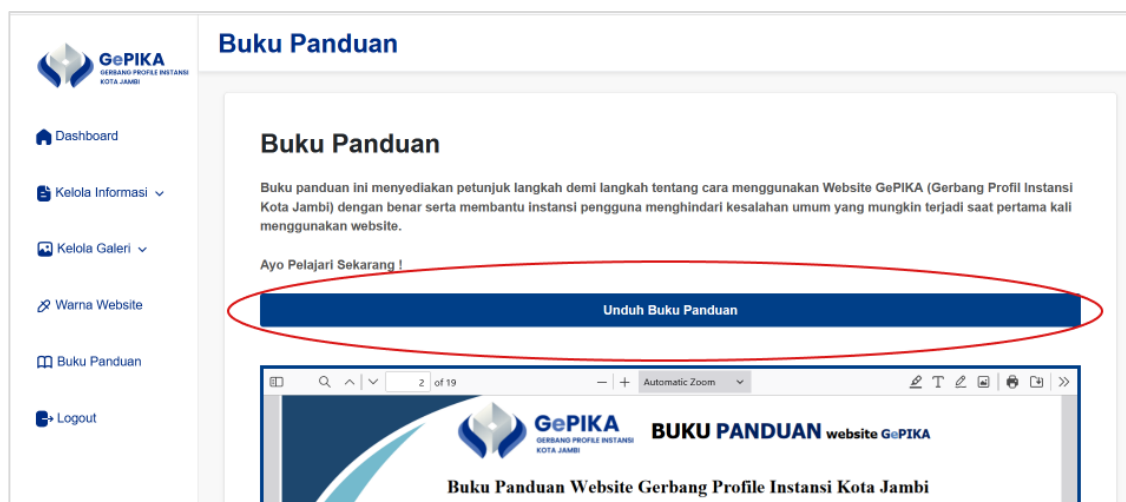 GePIKA
GERBANG PROFILE INSTANSI
KOTA JAMBI
Dashboard
Kelola Informasi
Kelola Galeri
Warna Website
Buku Panduan
Logout
Buku Panduan
Buku Panduan
Buku panduan ini menyediakan petunjuk langkah demi langkah tentang cara menggunakan Website GePIKA (Gerbang Profil Instansi
Kota Jambi) dengan benar serta membantu instansi pengguna menghindari kesalahan umum yang mungkin terjadi saat pertama kali
menggunakan website.
Ayo Pelajari Sekarang !
Unduh Buku Panduan
2 of 19
Automatic Zoom
GePIKA
GERBANG PROFILE INSTANSI
KOTA JAMBI
BUKU PANDUAN website GePIKA
Buku Panduan Website Gerbang Profile Instansi Kota Jambi